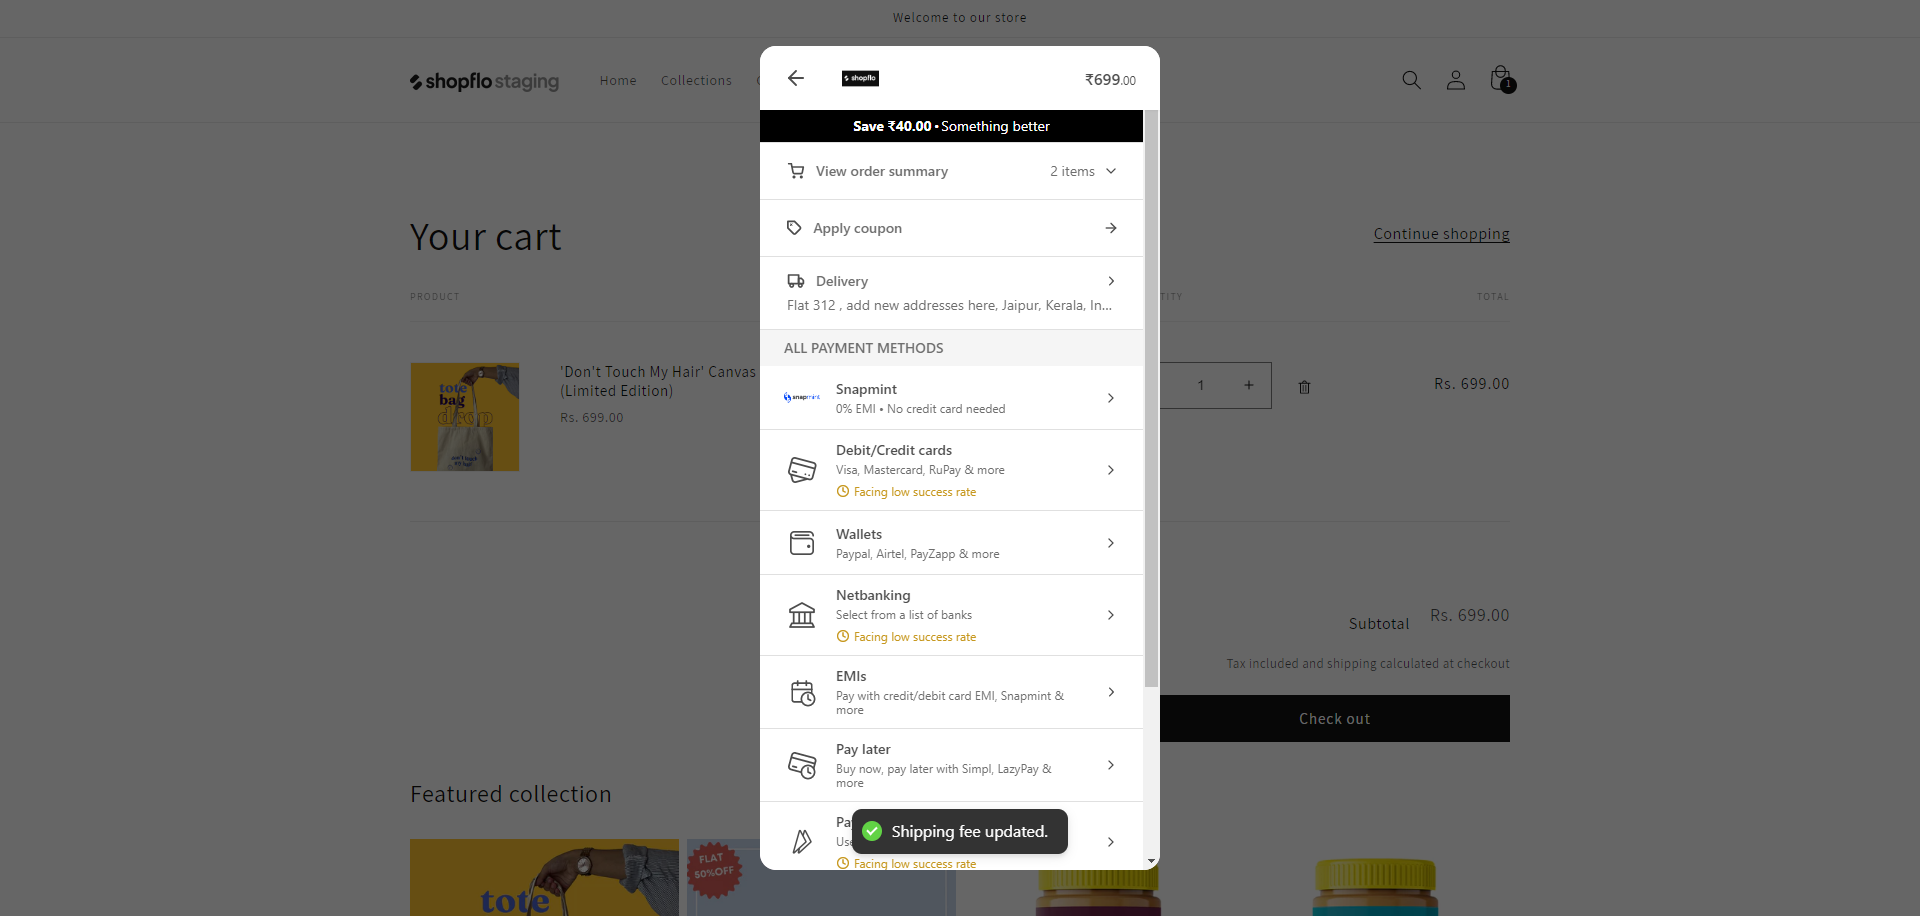 Welcome to our store
shopflo staging
Home
Collections
1
shopflo
₹699.00
Save ₹40.00 • Something better
View order summary
2 items
Apply coupon
Delivery
Flat 312 , add new addresses here, Jaipur, Kerala, In...
ALL PAYMENT METHODS
Snapmint
snapmint
0% EMI • No credit card needed
Debit/Credit cards
Visa, Mastercard, RuPay & more
Facing low success rate
Wallets
Paypal, Airtel, PayZapp & more
Netbanking
Select from a list of banks
Facing low success rate
EMIs
Pay with credit/debit card EMI, Snapmint &
more
Pay later
Buy now, pay later with Simpl, LazyPay &
more
Facing low success rate
Shipping fee updated.
Your cart
Continue shopping
PRODUCT
TOTAL
tote
bag
drop
'Don't Touch My Hair' Canvas
(Limited Edition)
Rs. 699.00
1
Rs. 699.00
Subtotal
Rs. 699.00
Tax included and shipping calculated at checkout
Check out
Featured collection
tote
FLAT
50%OFF